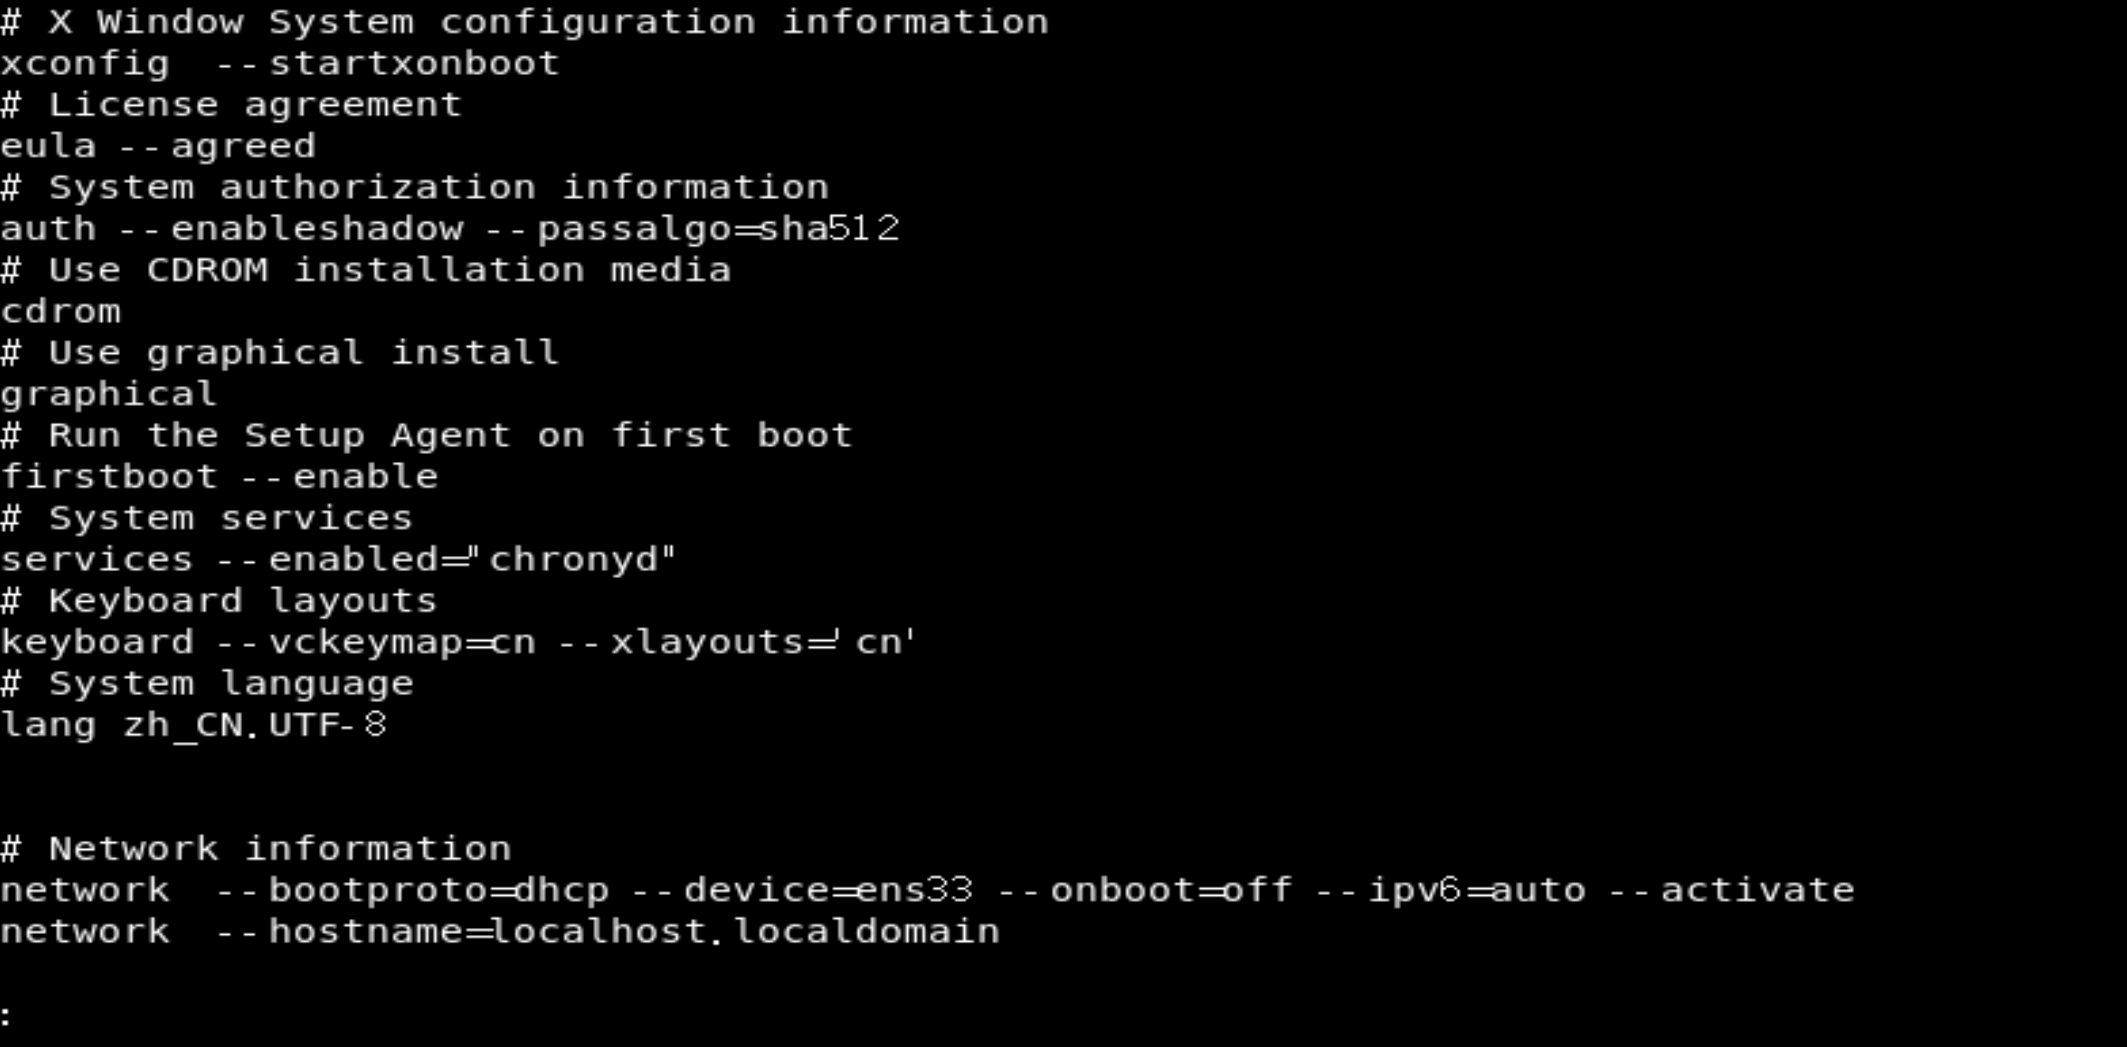 # X Window System configuration information
xconfig  --startxonboot
# License agreement
eula --agreed
# System authorization information
auth --enableshadow --passalgo=sha512
# Use CDROM installation media
cdrom
# Use graphical install
graphical
# Run the Setup Agent on first boot
firstboot --enable
# System services
services --enabled="chronyd"
# Keyboard layouts
keyboard --vckeymap=cn --xlayouts='cn'
# System language
lang zh_CN.UTF-8
# Network information
network  --bootproto=dhcp --device=ens33 --onboot=off --ipv6=auto --activate
network  --hostname=localhost.localdomain
: